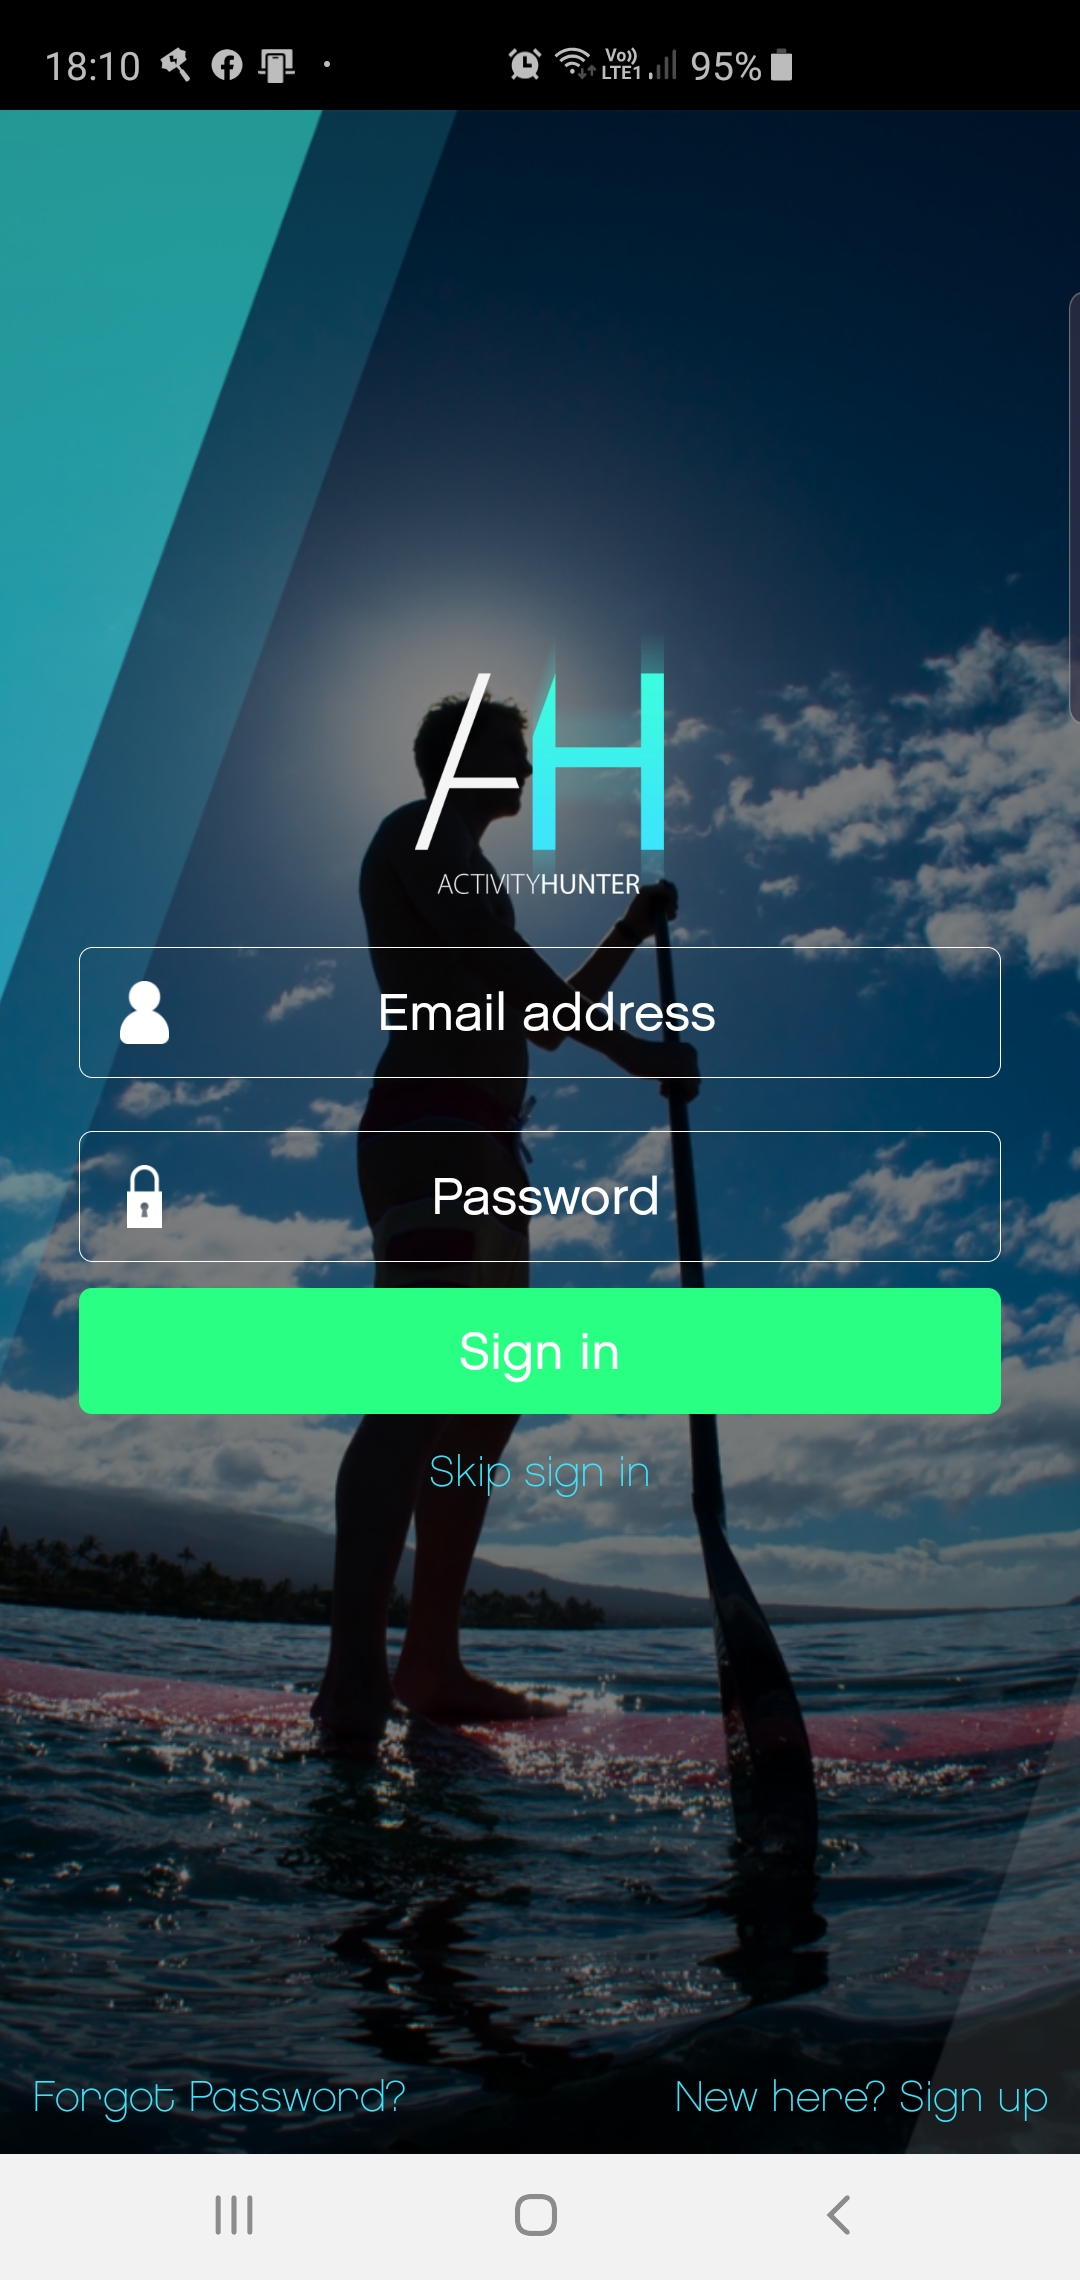 18:10 Vo)) LTE1 95%
AH
ACTIVITYHUNTER
Email address
Password
Sign in
Skip sign in
Forgot Password? New here? Sign up